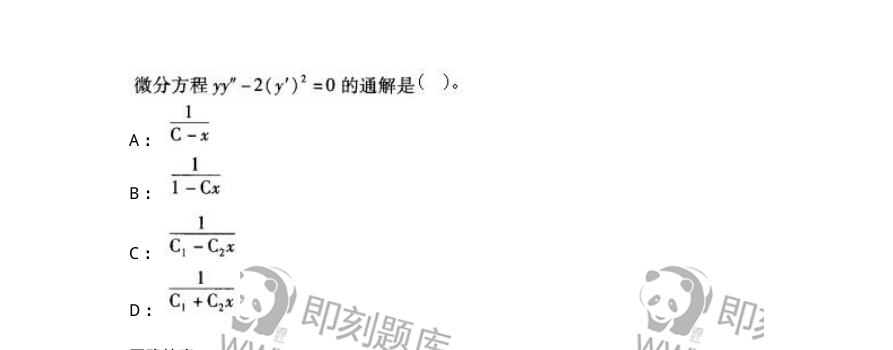 微分方程 yy″ − 2(y′)² = 0 的通解是( )。
A: 1/(C − x)
B: 1/(1 − Cx)
C: 1/(C₁ − C₂x)
D: 1/(C₁ + C₂x)
即刻题库
即